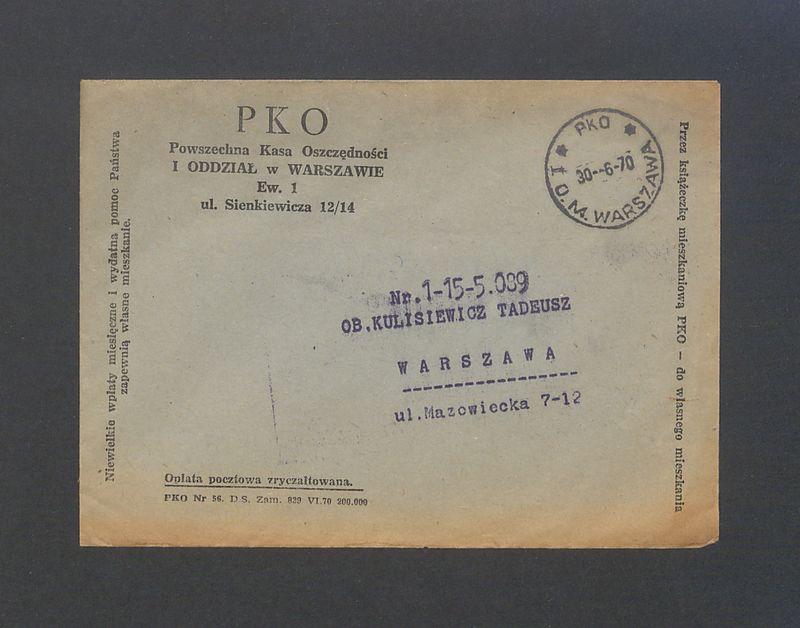 PKO
Powszechna Kasa Oszczędności
I ODDZIAŁ w WARSZAWIE
Ew. 1
ul. Sienkiewicza 12/14
* PKO *
30.-6-70
I O.M. WARSZAWA
Niewielkie wpłaty miesięczne i wydatna pomoc Państwa
zapewnią własne mieszkanie.
Przez książeczkę mieszkaniową PKO — do własnego mieszkania
Nr.1-15-5.089
OB.KULISIEWICZ TADEUSZ
WARSZAWA
ul.Mazowiecka 7-12
Opłata pocztowa zryczałtowana.
PKO Nr 56. D.S. Zam. 829 VI.70 200.000